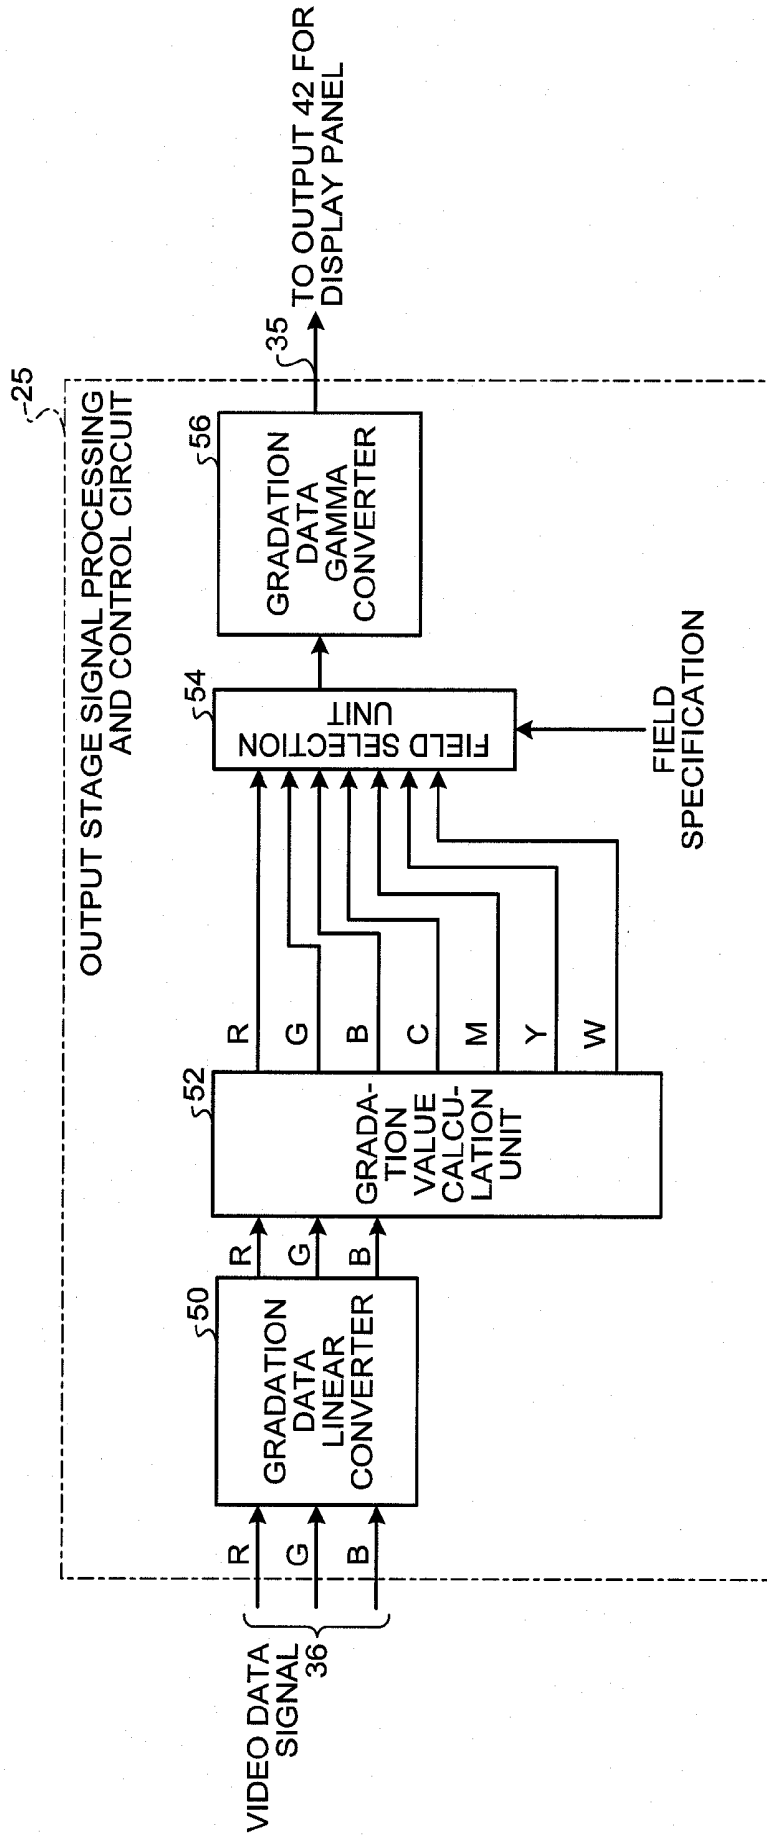 25
OUTPUT STAGE SIGNAL PROCESSING
AND CONTROL CIRCUIT
VIDEO DATA
SIGNAL
36
R
G
B
50
GRADATION
DATA
LINEAR
CONVERTER
R
G
B
52
GRADA-
TION
VALUE
CALCU-
LATION
UNIT
R
G
B
C
M
Y
W
54
FIELD SELECTION
UNIT
FIELD
SPECIFICATION
56
GRADATION
DATA
GAMMA
CONVERTER
35
TO OUTPUT 42 FOR
DISPLAY PANEL